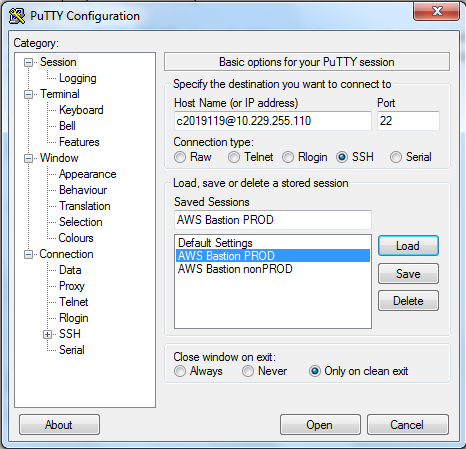 PuTTY Configuration
Category:
Session
Logging
Terminal
Keyboard
Bell
Features
Window
Appearance
Behaviour
Translation
Selection
Colours
Connection
Data
Proxy
Telnet
Rlogin
SSH
Serial
Basic options for your PuTTY session
Specify the destination you want to connect to
Host Name (or IP address) Port
c2019119@10.229.255.110 22
Connection type:
Raw Telnet Rlogin SSH Serial
Load, save or delete a stored session
Saved Sessions
AWS Bastion PROD
Default Settings
AWS Bastion PROD
AWS Bastion nonPROD
Load
Save
Delete
Close window on exit:
Always Never Only on clean exit
About Open Cancel